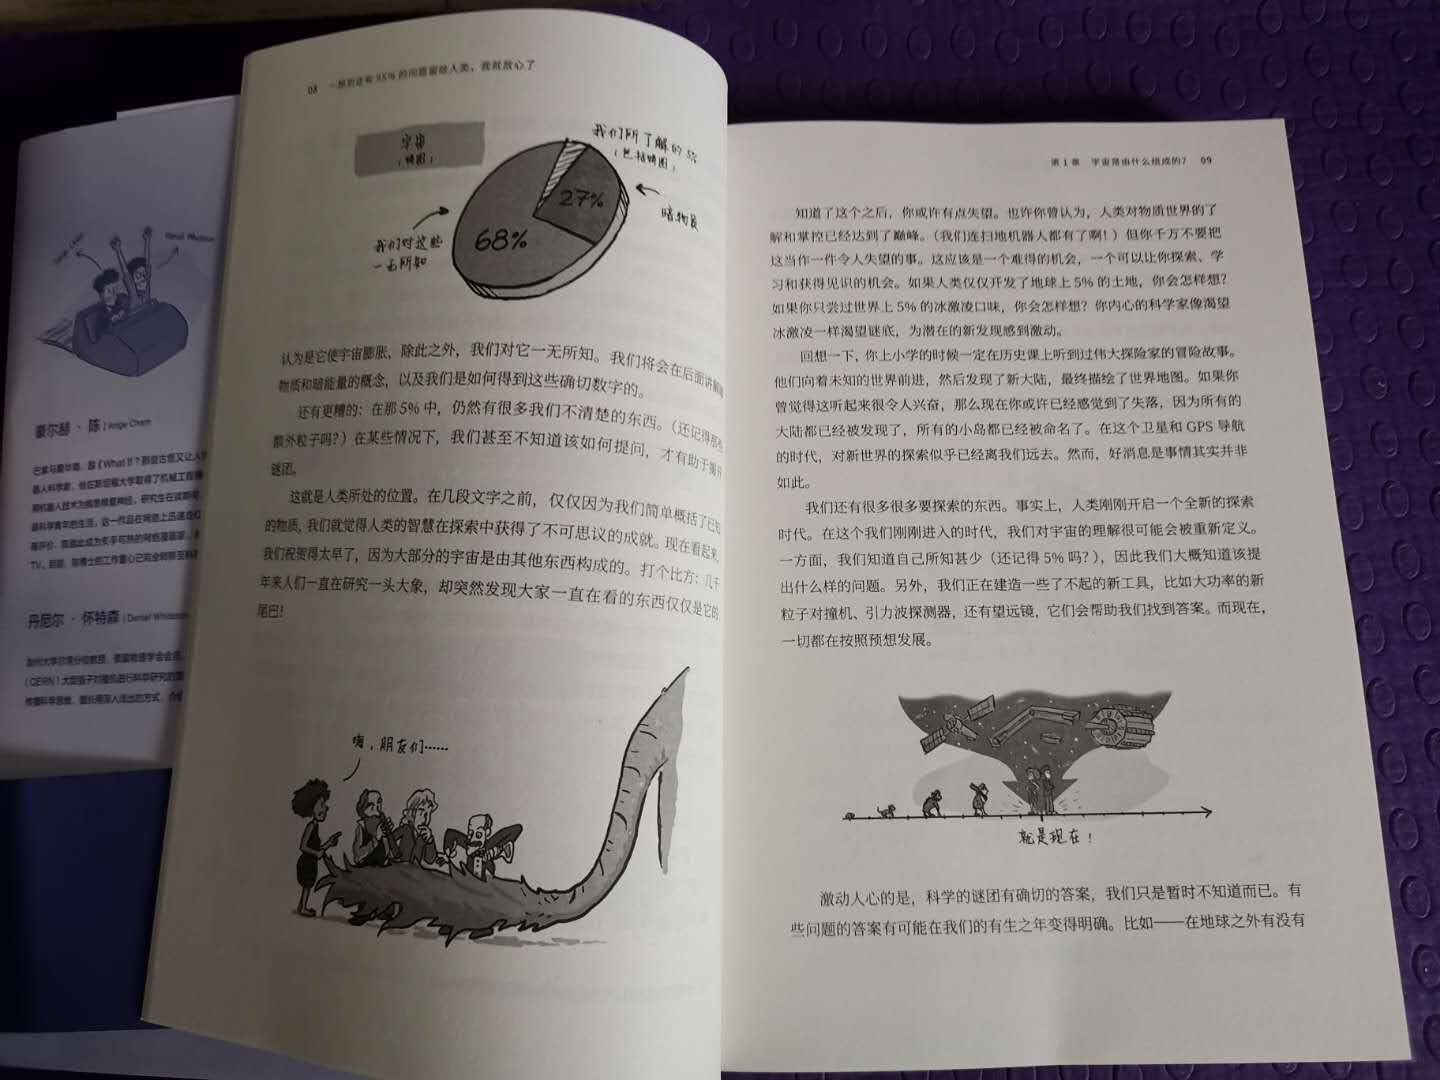 豪尔赫 · 陈 | Jorge Cham
丹尼尔 · 怀特森
08 一想到还有 95% 的问题留给人类，我就放心了
宇宙
（饼图）
我们所了解的 5%
（包括饼图）
27%
暗物质
68%
我们对这些
一无所知
认为是它使宇宙膨胀，除此之外，我们对它一无所知。我们将会在后面讲解暗
物质和暗能量的概念，以及我们是如何得到这些确切数字的。
还有更糟的：在那 5% 中，仍然有很多我们不清楚的东西。（还记得那些
额外粒子吗？）在某些情况下，我们甚至不知道该如何提问，才有助于揭开
谜团。
这就是人类所处的位置。在几段文字之前，仅仅因为我们简单概括了已知
的物质，我们就觉得人类的智慧在探索中获得了不可思议的成就。现在看起来，
我们祝贺得太早了，因为大部分的宇宙是由其他东西构成的。打个比方：几千
年来人们一直在研究一头大象，却突然发现大家一直在看的东西仅仅是它的
尾巴！
嗨，朋友们……
第 1 章 宇宙是由什么组成的？ 09
知道了这个之后，你或许有点失望。也许你曾认为，人类对物质世界的了
解和掌控已经达到了巅峰。（我们连扫地机器人都有了啊！）但你千万不要把
这当作一件令人失望的事。这应该是一个难得的机会，一个可以让你探索、学
习和获得见识的机会。如果人类仅仅开发了地球上 5% 的土地，你会怎样想？
如果你只尝过世界上 5% 的冰激凌口味，你会怎样想？你内心的科学家像渴望
冰激凌一样渴望谜底，为潜在的新发现感到激动。
回想一下，你上小学的时候一定在历史课上听到过伟大探险家的冒险故事。
他们向着未知的世界前进，然后发现了新大陆，最终描绘了世界地图。如果你
曾觉得这听起来很令人兴奋，那么现在你或许已经感觉到了失落，因为所有的
大陆都已经被发现了，所有的小岛都已经被命名了。在这个卫星和 GPS 导航
的时代，对新世界的探索似乎已经离我们远去。然而，好消息是事情其实并非
如此。
我们还有很多很多要探索的东西。事实上，人类刚刚开启一个全新的探索
时代。在这个我们刚刚进入的时代，我们对宇宙的理解很可能会被重新定义。
一方面，我们知道自己所知甚少（还记得 5% 吗？），因此我们大概知道该提
出什么样的问题。另外，我们正在建造一些了不起的新工具，比如大功率的新
粒子对撞机、引力波探测器，还有望远镜，它们会帮助我们找到答案。而现在，
一切都在按照预想发展。
就是现在！
激动人心的是，科学的谜团有确切的答案，我们只是暂时不知道而已。有
些问题的答案有可能在我们的有生之年变得明确。比如——在地球之外有没有